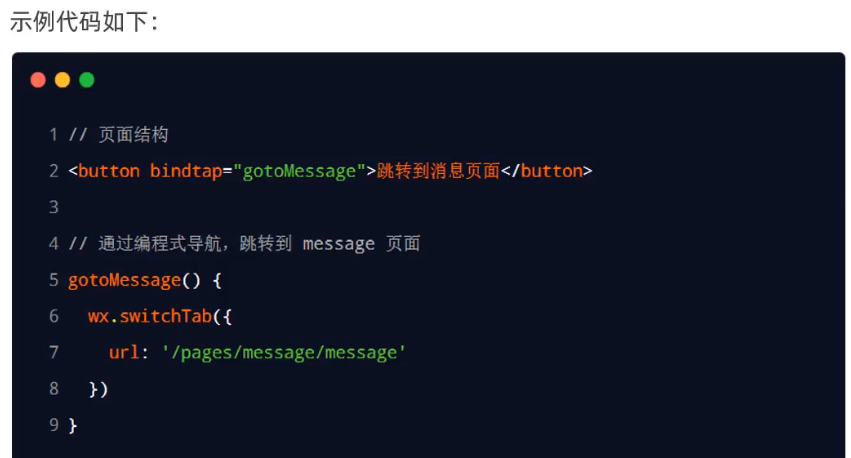 示例代码如下：
1 // 页面结构
2 <button bindtap="gotoMessage">跳转到消息页面</button>
3
4 // 通过编程式导航，跳转到 message 页面
5 gotoMessage() {
6   wx.switchTab({
7     url: '/pages/message/message'
8   })
9 }